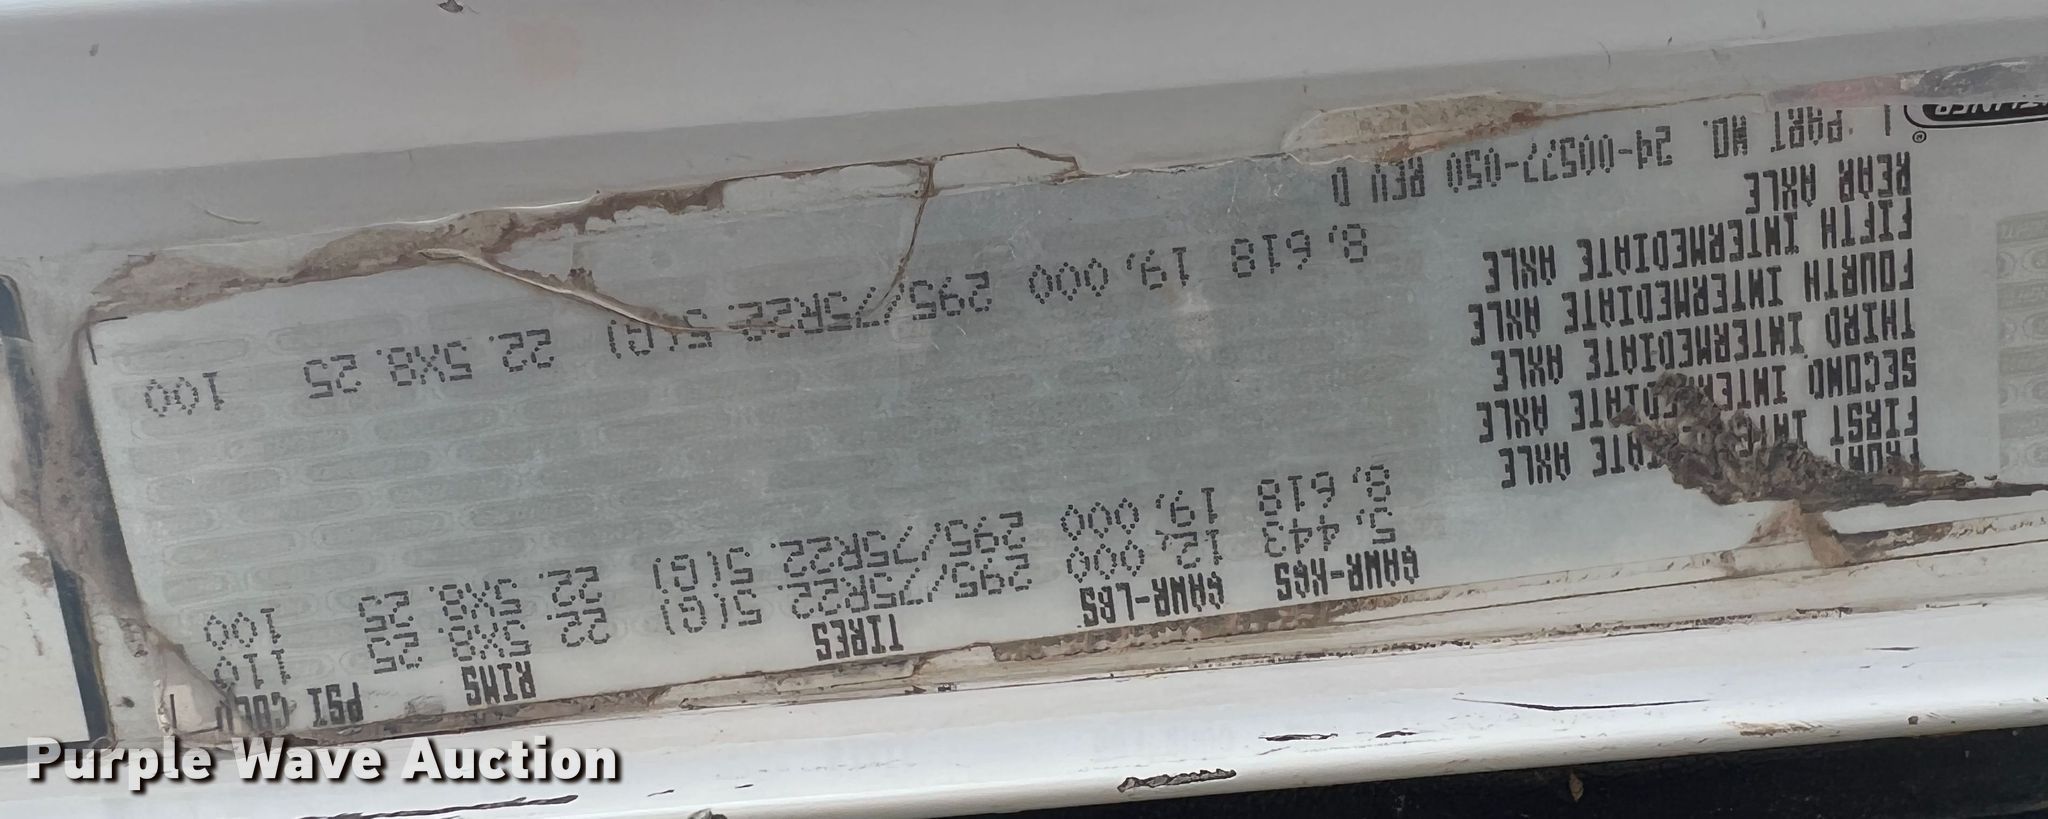 GAWR-KGS GAWR-LBS TIRES RIMS PSI COLD
FRONT 5,443 12,000 295/75R22.5(G) 22.5X8.25 110
FIRST INTERMEDIATE AXLE 8,618 19,000 295/75R22.5(G) 22.5X8.25 100
SECOND INTERMEDIATE AXLE
THIRD INTERMEDIATE AXLE
FOURTH INTERMEDIATE AXLE
FIFTH INTERMEDIATE AXLE
REAR AXLE 8,618 19,000 295/75R22.5(G) 22.5X8.25 100
PART NO. 24-00577-050 REV D
Purple Wave Auction